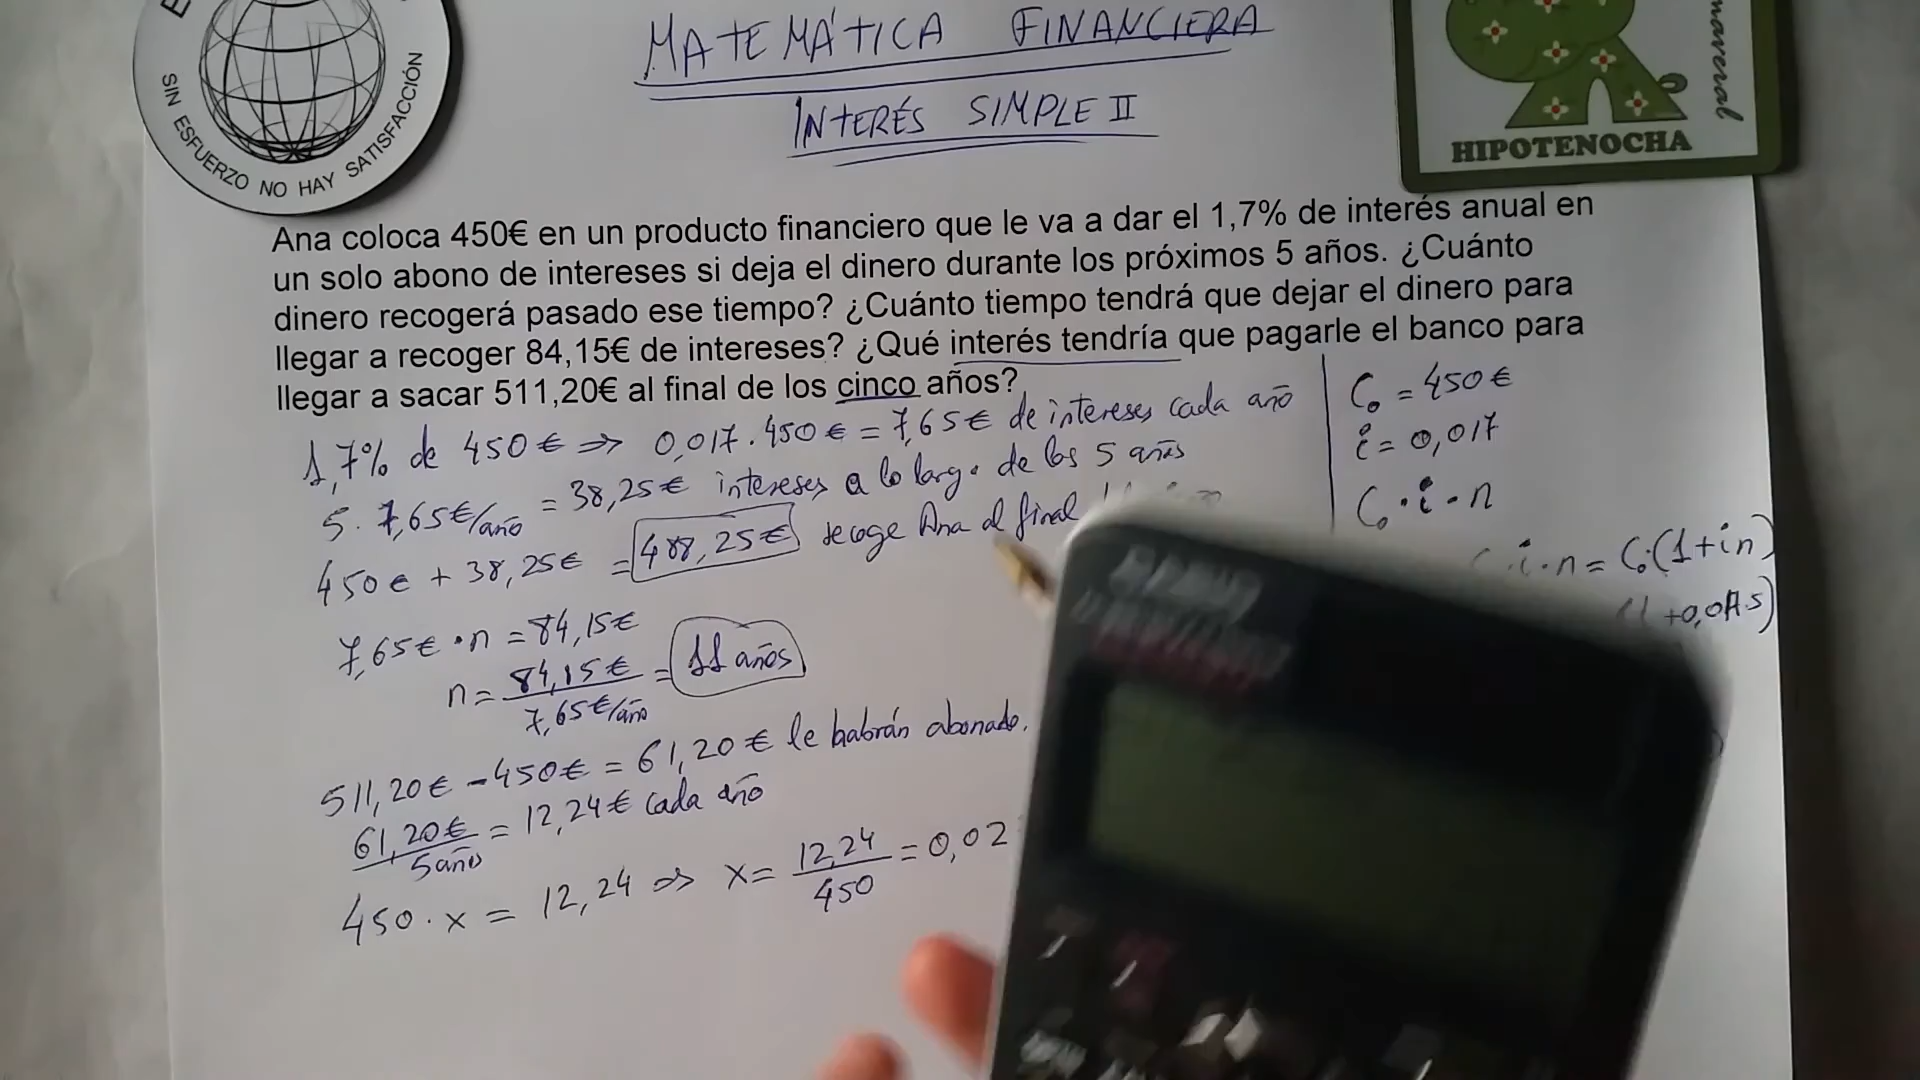 SIN ESFUERZO NO HAY SATISFACCIÓN
MATEMÁTICA FINANCIERA
INTERÉS SIMPLE II
maveral
HIPOTENOCHA
Ana coloca 450€ en un producto financiero que le va a dar el 1,7% de interés anual en
un solo abono de intereses si deja el dinero durante los próximos 5 años. ¿Cuánto
dinero recogerá pasado ese tiempo? ¿Cuánto tiempo tendrá que dejar el dinero para
llegar a recoger 84,15€ de intereses? ¿Qué interés tendría que pagarle el banco para
llegar a sacar 511,20€ al final de los cinco años?
1,7% de 450€ => 0,017·450€ = 7,65€ de intereses cada año
5·7,65€/año = 38,25€ intereses a lo largo de los 5 años
450€ + 38,25€ = 488,25€ recoge Ana al final
7,65€·n = 84,15€
n = 84,15€ / 7,65€/año = 11 años
511,20€ - 450€ = 61,20€ le habrán abonado.
61,20€ / 5 años = 12,24€ cada año
450·x = 12,24 => x = 12,24 / 450 = 0,02
C₀ = 450€
i = 0,017
C₀·i·n
·i·n = C₀(1+in)